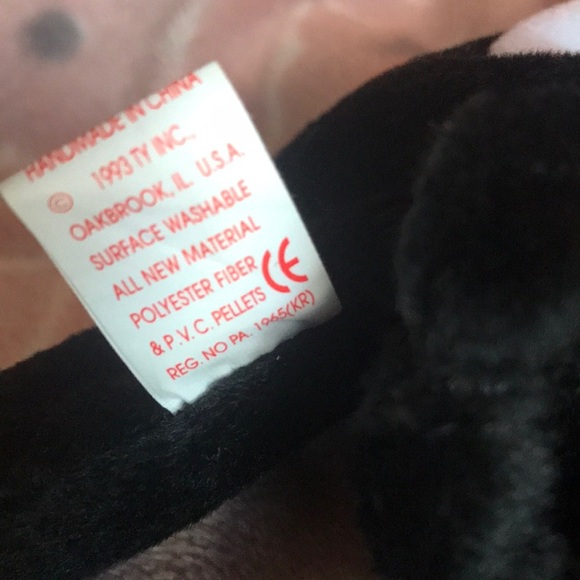 HANDMADE IN CHINA
© 1993 TY INC.,
OAKBROOK, IL. U.S.A.
SURFACE WASHABLE
ALL NEW MATERIAL
POLYESTER FIBER CE
& P.V.C. PELLETS
REG. NO PA. 1965(KR)